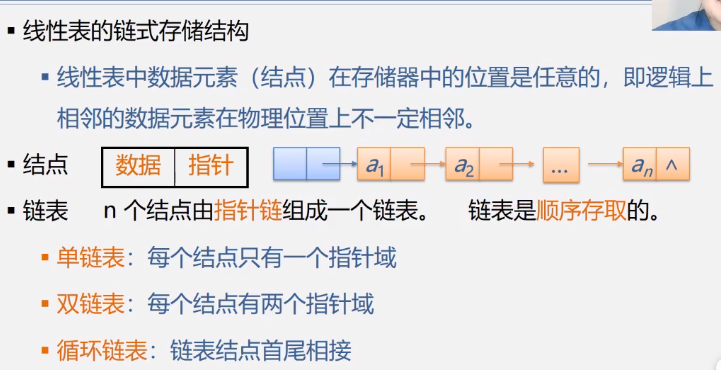 ▪ 线性表的链式存储结构
▪ 线性表中数据元素（结点）在存储器中的位置是任意的，即逻辑上
相邻的数据元素在物理位置上不一定相邻。
▪ 结点 数据 指针 a1 a2 ... an ∧
▪ 链表 n 个结点由指针链组成一个链表。 链表是顺序存取的。
▪ 单链表：每个结点只有一个指针域
▪ 双链表：每个结点有两个指针域
▪ 循环链表：链表结点首尾相接